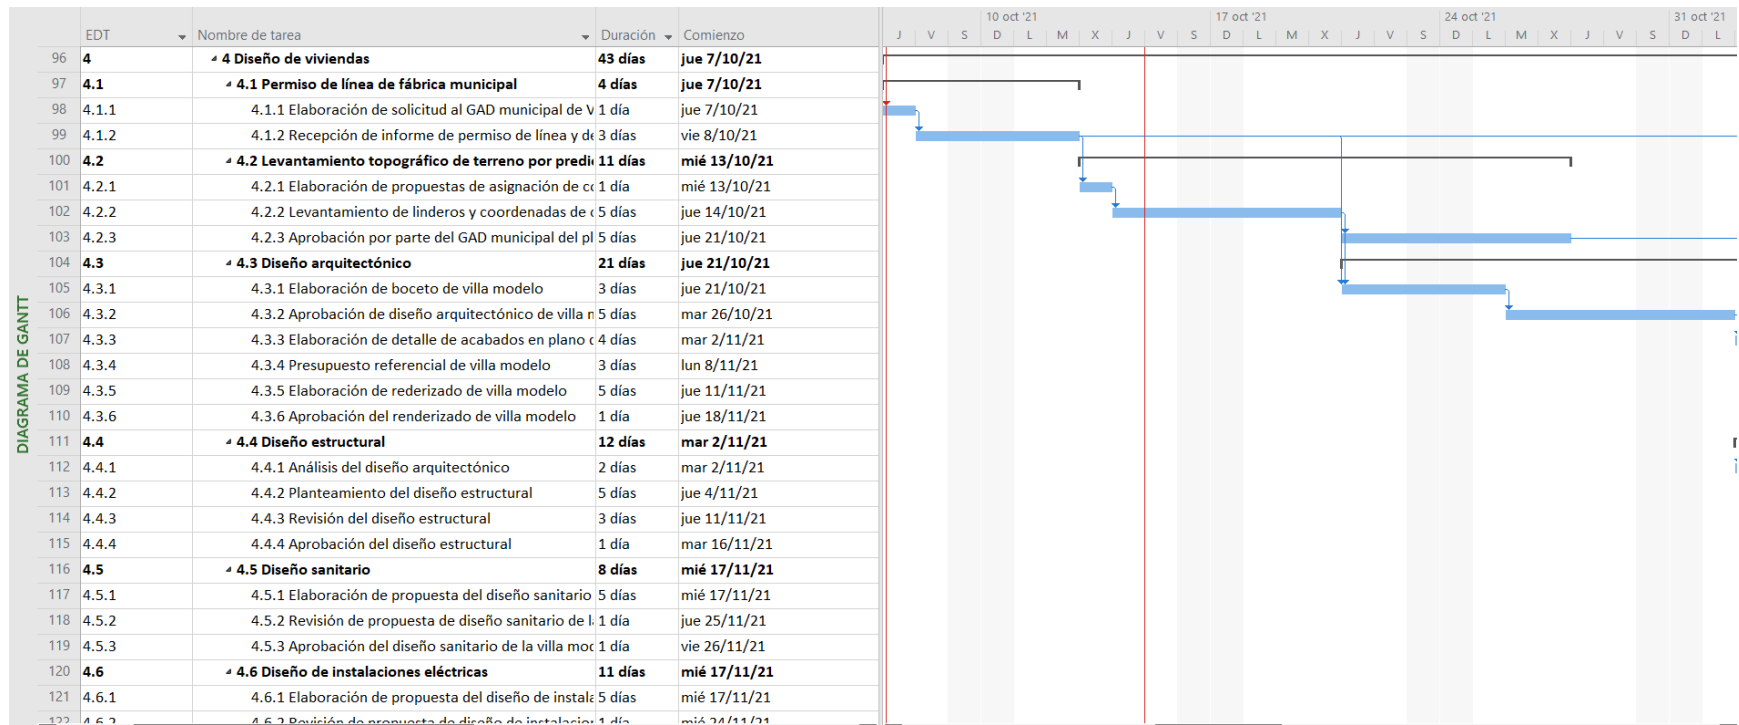 10 oct '21 17 oct '21 24 oct '21 31 oct '21
EDT Nombre de tarea Duración Comienzo J V S D L M X J V S D L M X J V S D L M X J V S D L
96 4 4 Diseño de viviendas 43 días jue 7/10/21
97 4.1 4.1 Permiso de línea de fábrica municipal 4 días jue 7/10/21
98 4.1.1 4.1.1 Elaboración de solicitud al GAD municipal de V 1 día jue 7/10/21
99 4.1.2 4.1.2 Recepción de informe de permiso de línea y de 3 días vie 8/10/21
100 4.2 4.2 Levantamiento topográfico de terreno por predi 11 días mié 13/10/21
101 4.2.1 4.2.1 Elaboración de propuestas de asignación de co 1 día mié 13/10/21
102 4.2.2 4.2.2 Levantamiento de linderos y coordenadas de 5 días jue 14/10/21
103 4.2.3 4.2.3 Aprobación por parte del GAD municipal del pl 5 días jue 21/10/21
104 4.3 4.3 Diseño arquitectónico 21 días jue 21/10/21
105 4.3.1 4.3.1 Elaboración de boceto de villa modelo 3 días jue 21/10/21
106 4.3.2 4.3.2 Aprobación de diseño arquitectónico de villa 5 días mar 26/10/21
107 4.3.3 4.3.3 Elaboración de detalle de acabados en plano 4 días mar 2/11/21
108 4.3.4 4.3.4 Presupuesto referencial de villa modelo 3 días lun 8/11/21
109 4.3.5 4.3.5 Elaboración de rederizado de villa modelo 5 días jue 11/11/21
110 4.3.6 4.3.6 Aprobación del renderizado de villa modelo 1 día jue 18/11/21
111 4.4 4.4 Diseño estructural 12 días mar 2/11/21
112 4.4.1 4.4.1 Análisis del diseño arquitectónico 2 días mar 2/11/21
113 4.4.2 4.4.2 Planteamiento del diseño estructural 5 días jue 4/11/21
114 4.4.3 4.4.3 Revisión del diseño estructural 3 días jue 11/11/21
115 4.4.4 4.4.4 Aprobación del diseño estructural 1 día mar 16/11/21
116 4.5 4.5 Diseño sanitario 8 días mié 17/11/21
117 4.5.1 4.5.1 Elaboración de propuesta del diseño sanitario 5 días mié 17/11/21
118 4.5.2 4.5.2 Revisión de propuesta de diseño sanitario de 1 día jue 25/11/21
119 4.5.3 4.5.3 Aprobación del diseño sanitario de la villa 1 día vie 26/11/21
120 4.6 4.6 Diseño de instalaciones eléctricas 11 días mié 17/11/21
121 4.6.1 4.6.1 Elaboración de propuesta del diseño de instala 5 días mié 17/11/21
122 4.6.2 4.6.2 Revisión de propuesta de diseño de instalacion 1 día mié 24/11/21
DIAGRAMA DE GANTT